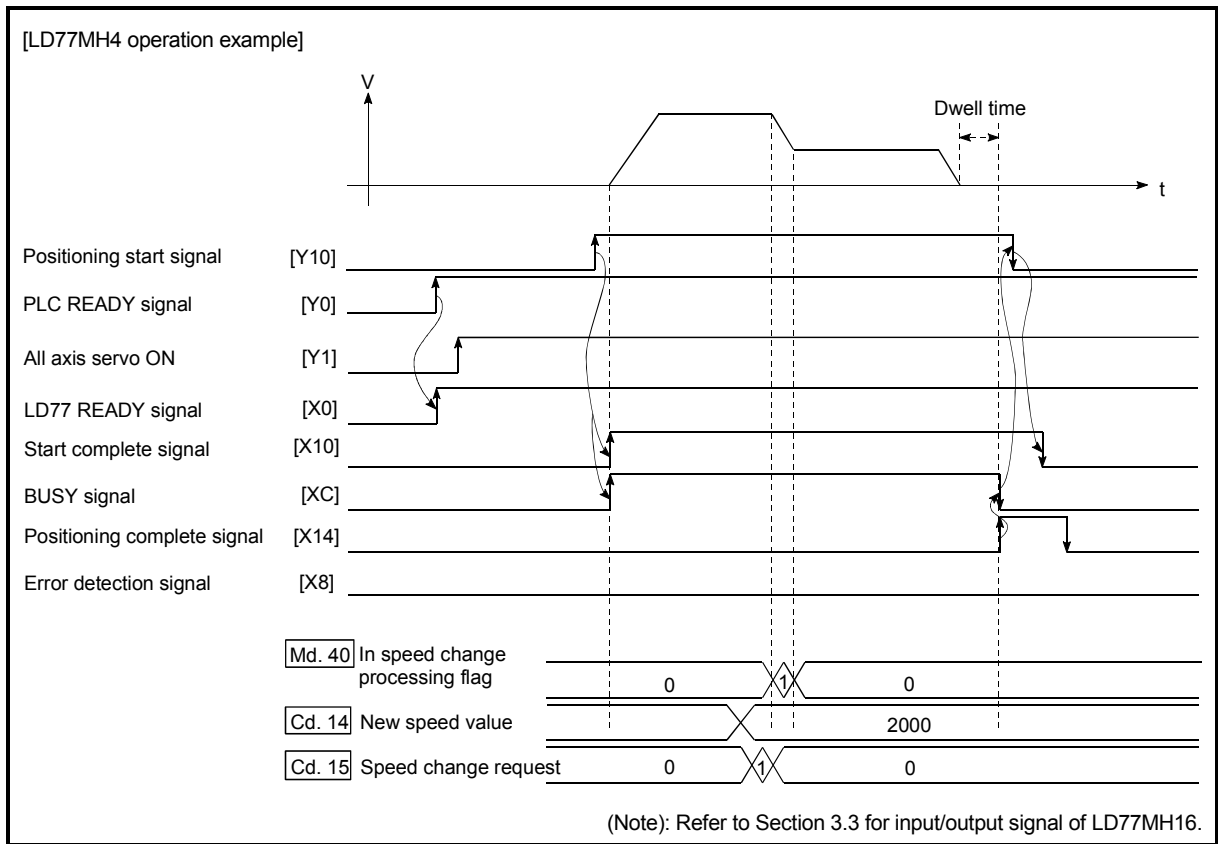 [LD77MH4 operation example]
V
Dwell time
t
Positioning start signal [Y10]
PLC READY signal [Y0]
All axis servo ON [Y1]
LD77 READY signal [X0]
Start complete signal [X10]
BUSY signal [XC]
Positioning complete signal [X14]
Error detection signal [X8]
Md. 40 In speed change
processing flag 0 1 0
Cd. 14 New speed value 2000
Cd. 15 Speed change request 0 1 0
(Note): Refer to Section 3.3 for input/output signal of LD77MH16.